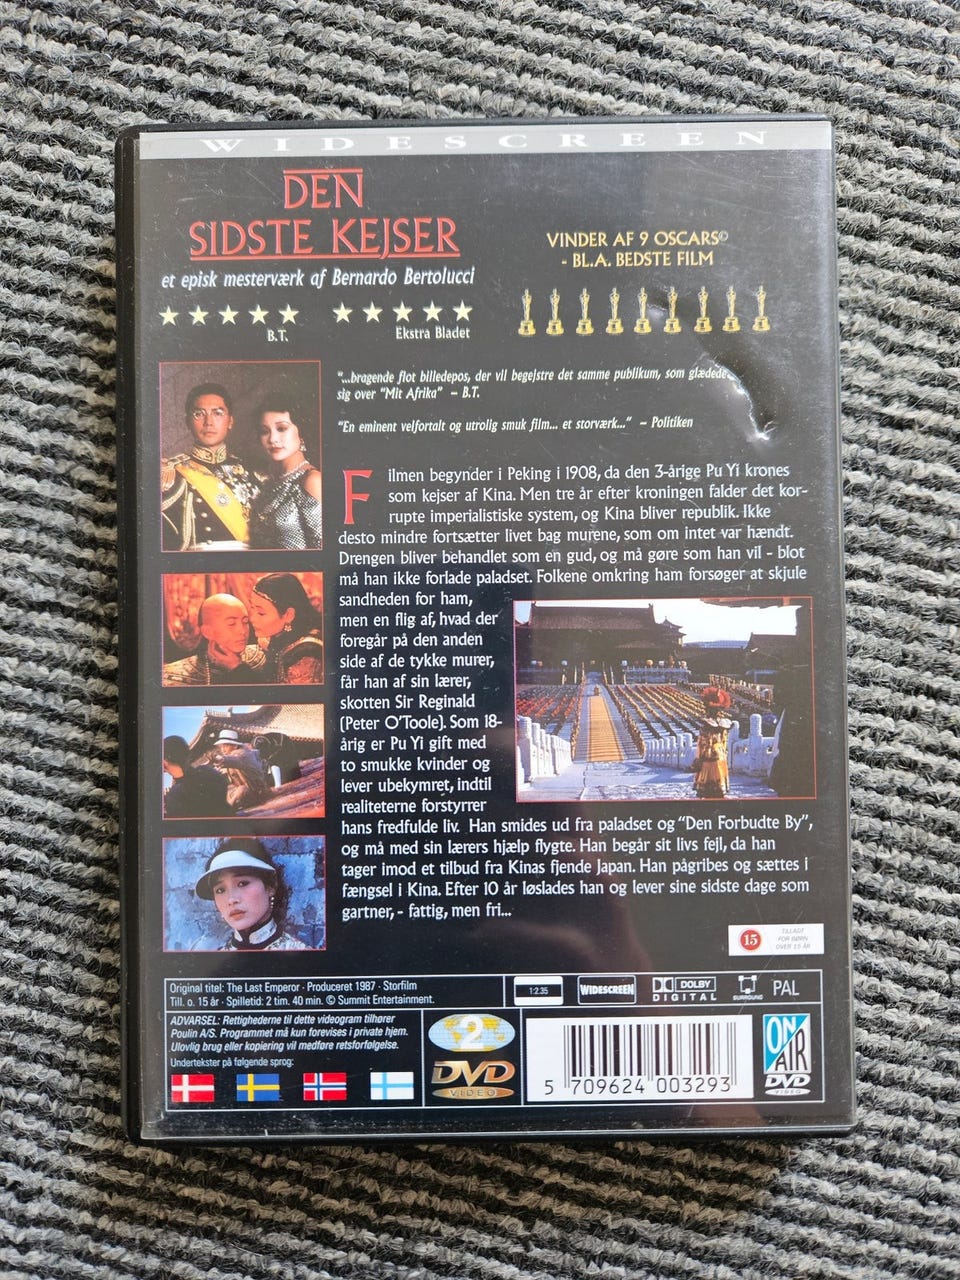 WIDESCREEN
DEN
SIDSTE KEJSER
et episk mesterværk af Bernardo Bertolucci
B.T.
Ekstra Bladet
VINDER AF 9 OSCARS©
- BL.A. BEDSTE FILM
"...bragende flot billedepos, der vil begejstre det samme publikum, som glædede
sig over "Mit Afrika" – B.T.
"En eminent velfortalt og utrolig smuk film... et storværk..." – Politiken
Filmen begynder i Peking i 1908, da den 3-årige Pu Yi krones
som kejser af Kina. Men tre år efter kroningen falder det kor-
rupte imperialistiske system, og Kina bliver republik. Ikke
desto mindre fortsætter livet bag murene, som om intet var hændt.
Drengen bliver behandlet som en gud, og må gøre som han vil - blot
må han ikke forlade paladset. Folkene omkring ham forsøger at skjule
sandheden for ham,
men en flig af, hvad der
foregår på den anden
side af de tykke murer,
får han af sin lærer,
skotten Sir Reginald
(Peter O'Toole). Som 18-
årig er Pu Yi gift med
to smukke kvinder og
lever ubekymret, indtil
realiteterne forstyrrer
hans fredfulde liv. Han smides ud fra paladset og "Den Forbudte By",
og må med sin lærers hjælp flygte. Han begår sit livs fejl, da han
tager imod et tilbud fra Kinas fjende Japan. Han pågribes og sættes i
fængsel i Kina. Efter 10 år løslades han og lever sine sidste dage som
gartner, - fattig, men fri...
15
TILLADT
FOR BØRN
OVER 15 ÅR
Original titel: The Last Emperor · Produceret 1987 · Storfilm
Till. o. 15 år · Spilletid: 2 tim. 40 min. © Summit Entertainment.
1:2.35
WIDESCREEN
DOLBY
DIGITAL
SURROUND
PAL
ADVARSEL: Rettighederne til dette videogram tilhører
Poulin A/S. Programmet må kun forevises i private hjem.
Ulovlig brug eller kopiering vil medføre retsforfølgelse.
Undertekster på følgende sprog:
2
DVD
VIDEO
5 709624 003293
ON
AIR
DVD
VIDEO